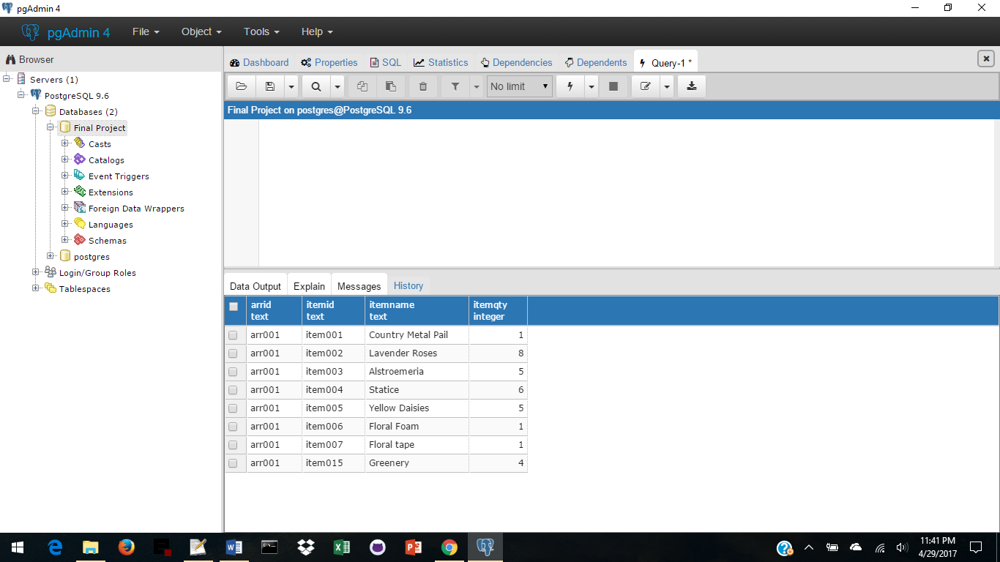 pgAdmin 4
pgAdmin 4 File Object Tools Help
Browser
Servers (1)
PostgreSQL 9.6
Databases (2)
Final Project
Casts
Catalogs
Event Triggers
Extensions
Foreign Data Wrappers
Languages
Schemas
postgres
Login/Group Roles
Tablespaces
Dashboard Properties SQL Statistics Dependencies Dependents Query-1 *
No limit
Final Project on postgres@PostgreSQL 9.6
Data Output Explain Messages History
arrid itemid itemname itemqty
text text text integer
arr001 item001 Country Metal Pail 1
arr001 item002 Lavender Roses 8
arr001 item003 Alstroemeria 5
arr001 item004 Statice 6
arr001 item005 Yellow Daisies 5
arr001 item006 Floral Foam 1
arr001 item007 Floral tape 1
arr001 item015 Greenery 4
11:41 PM
4/29/2017